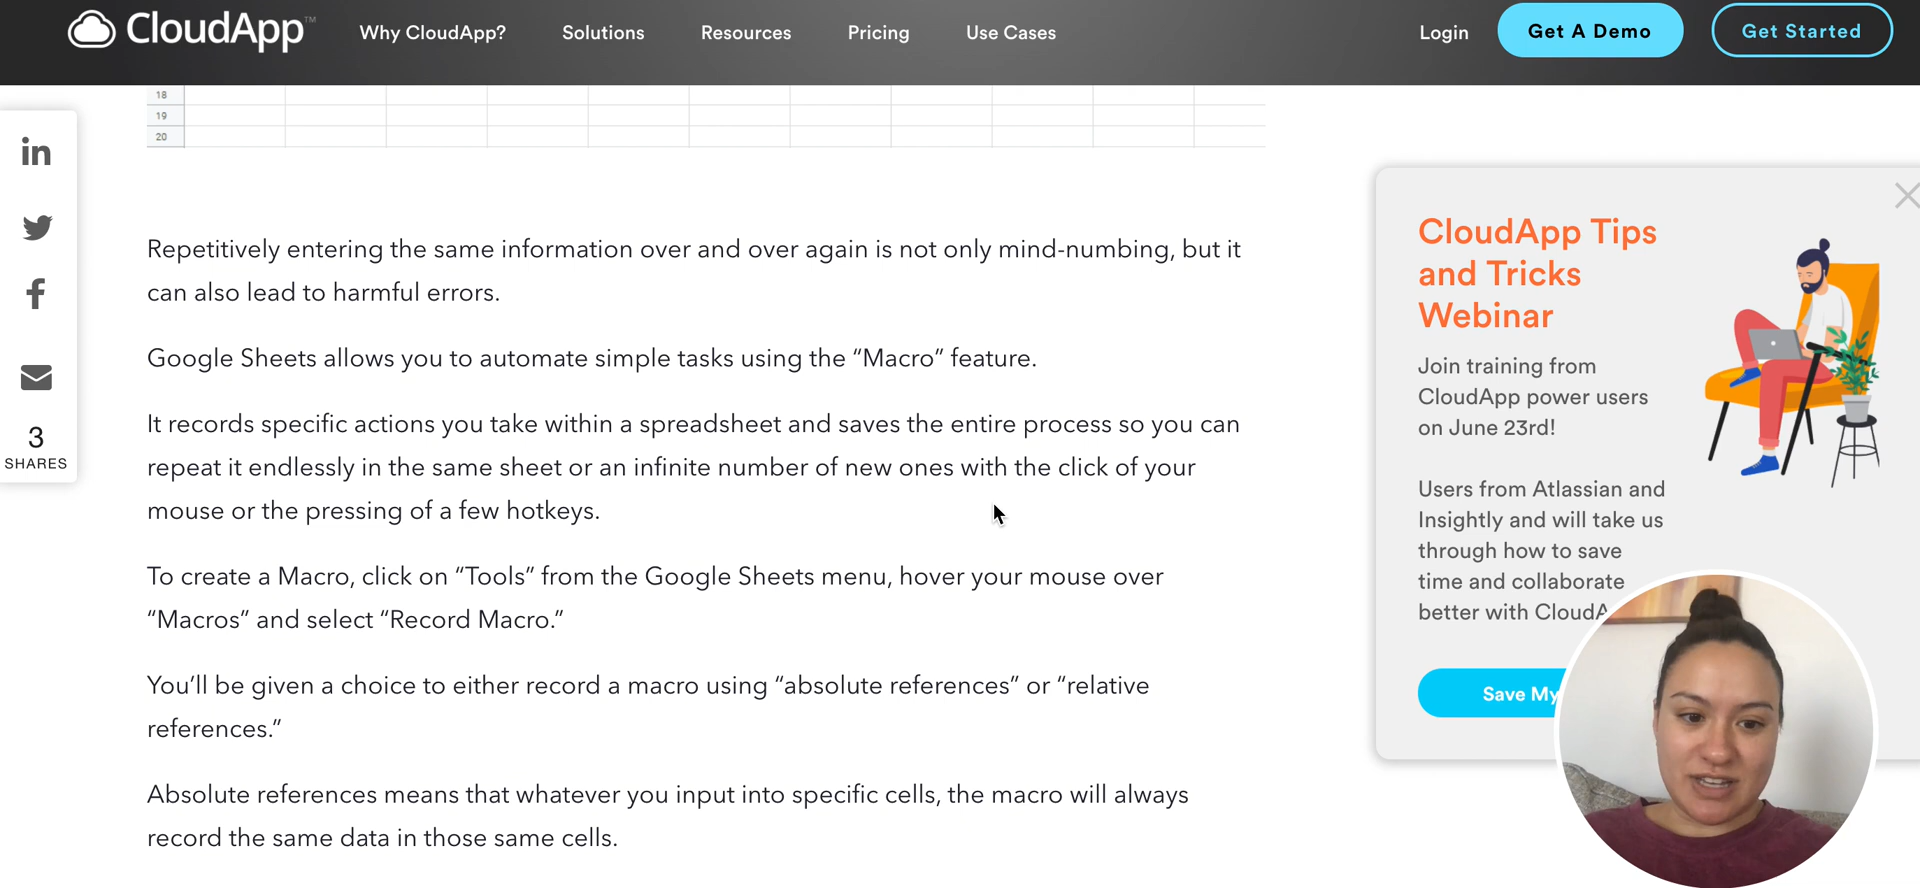 CloudApp™ Why CloudApp? Solutions Resources Pricing Use Cases Login Get A Demo Get Started
18
19
20
in
3
SHARES
Repetitively entering the same information over and over again is not only mind-numbing, but it
can also lead to harmful errors.
Google Sheets allows you to automate simple tasks using the “Macro” feature.
It records specific actions you take within a spreadsheet and saves the entire process so you can
repeat it endlessly in the same sheet or an infinite number of new ones with the click of your
mouse or the pressing of a few hotkeys.
To create a Macro, click on “Tools” from the Google Sheets menu, hover your mouse over
“Macros” and select “Record Macro.”
You’ll be given a choice to either record a macro using “absolute references” or “relative
references.”
Absolute references means that whatever you input into specific cells, the macro will always
record the same data in those same cells.
CloudApp Tips
and Tricks
Webinar
Join training from
CloudApp power users
on June 23rd!
Users from Atlassian and
Insightly and will take us
through how to save
time and collaborate
better with CloudA
Save My